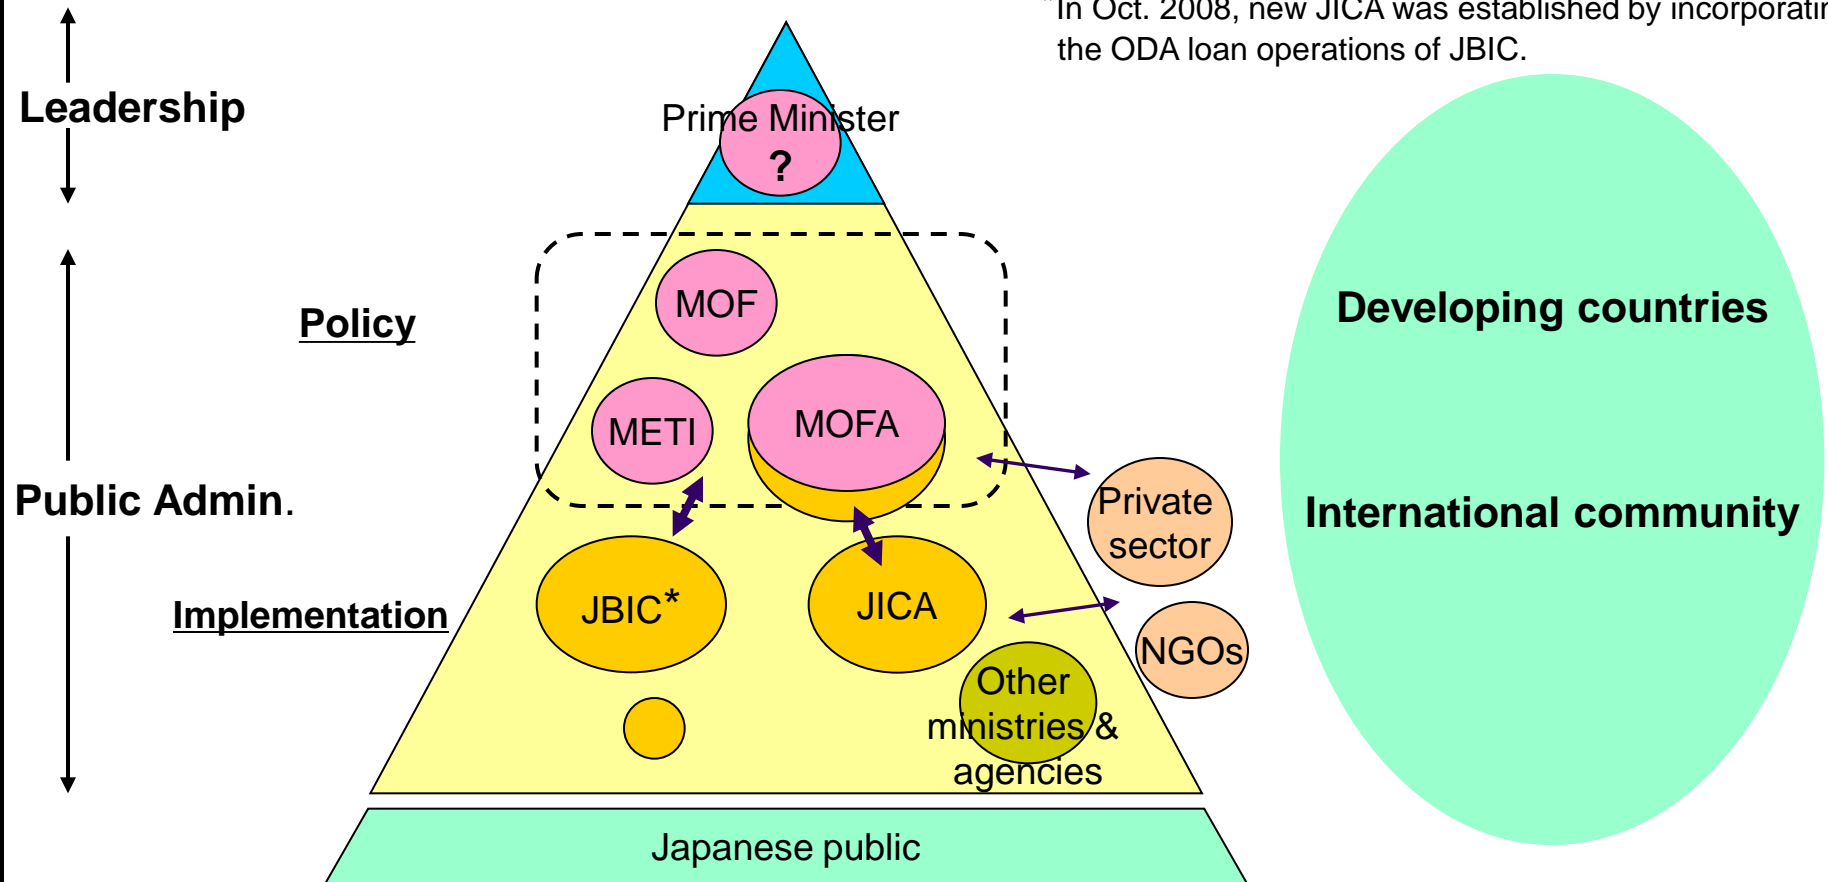 *In Oct. 2008, new JICA was established by incorporatin
the ODA loan operations of JBIC.
Leadership
Prime Minister
?
Policy
MOF
METI
MOFA
Developing countries
International community
Public Admin.
Private
sector
Implementation
JBIC*
JICA
NGOs
Other
ministries &
agencies
Japanese public